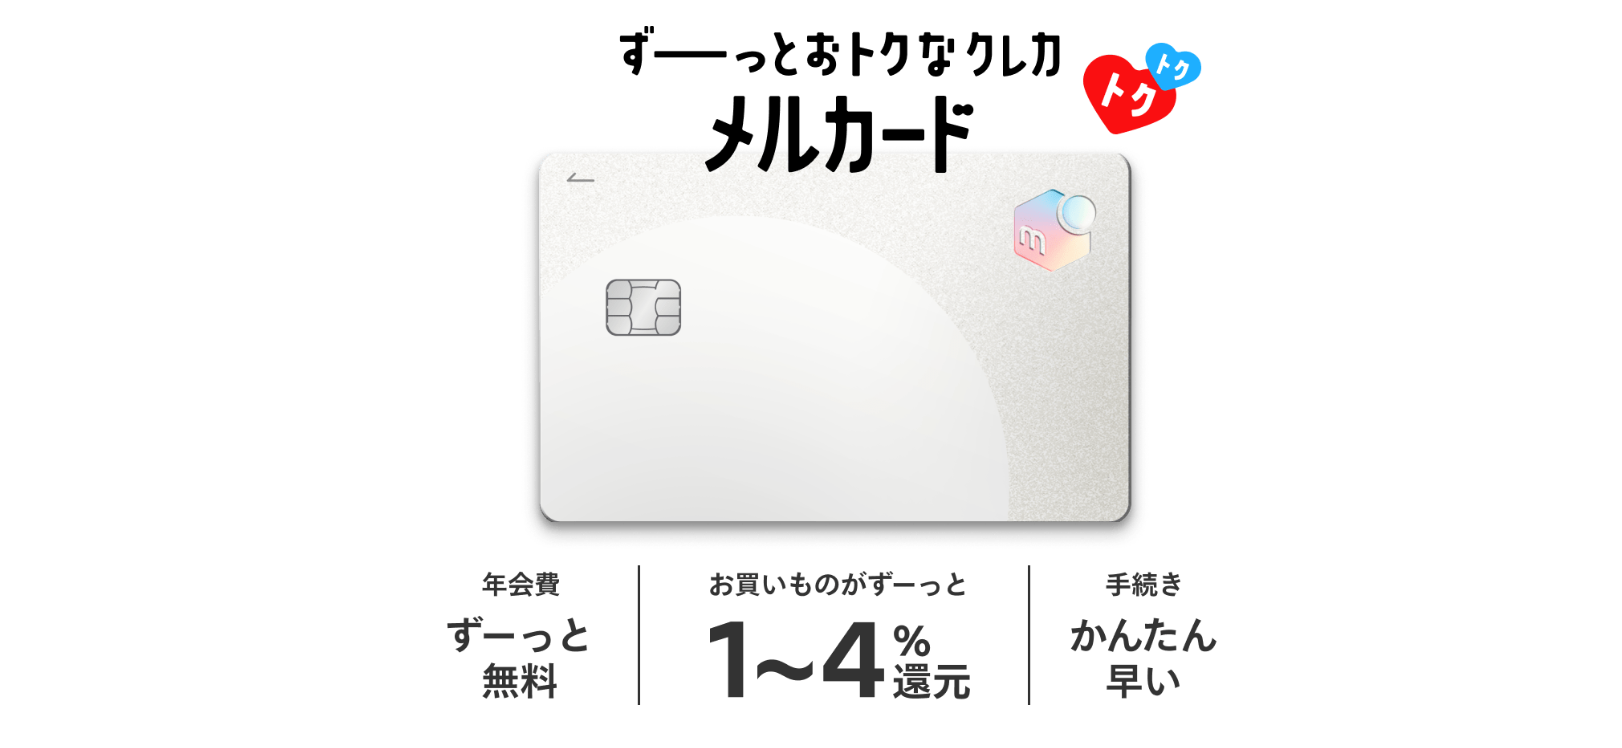 ずーーっとおトクなクレカ
トク
トク
メルカード
m
年会費
ずーっと
無料
お買いものがずーっと
1~4%還元
手続き
かんたん
早い